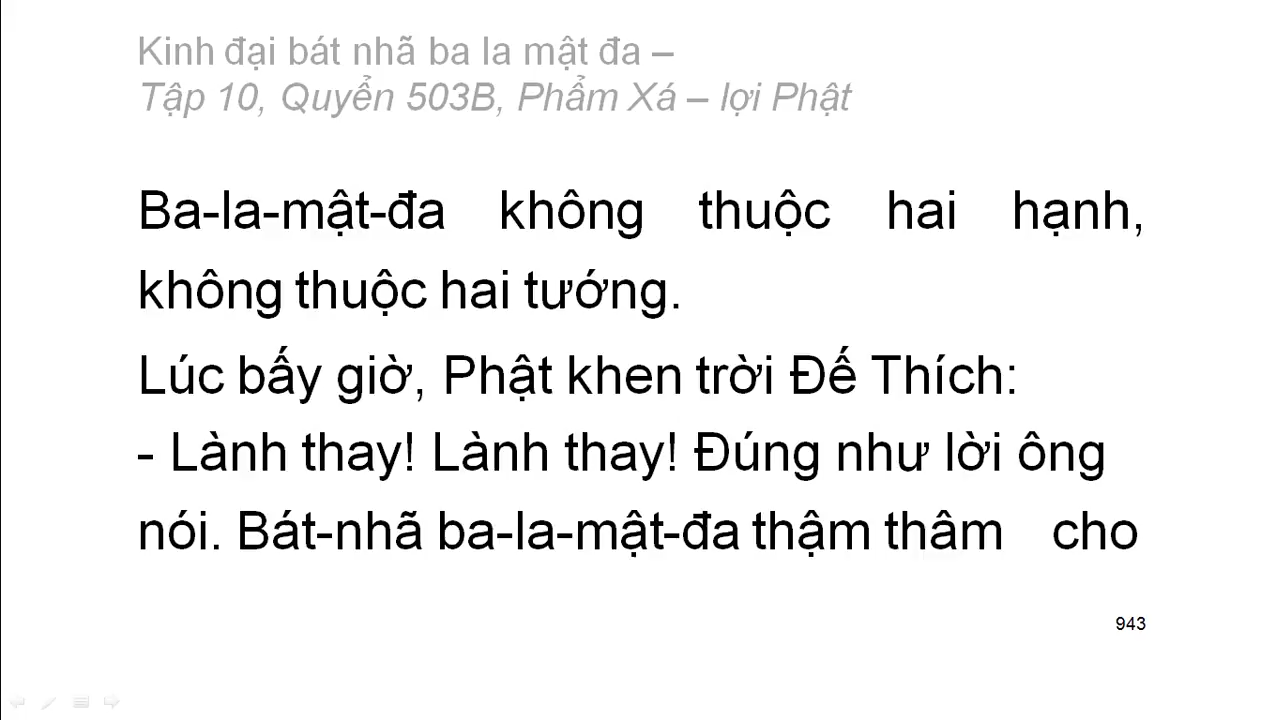 Kinh đại bát nhã ba la mật đa –
Tập 10, Quyển 503B, Phẩm Xá – lợi Phật
Ba-la-mật-đa không thuộc hai hạnh,
không thuộc hai tướng.
Lúc bấy giờ, Phật khen trời Đế Thích:
- Lành thay! Lành thay! Đúng như lời ông
nói. Bát-nhã ba-la-mật-đa thậm thâm cho
943